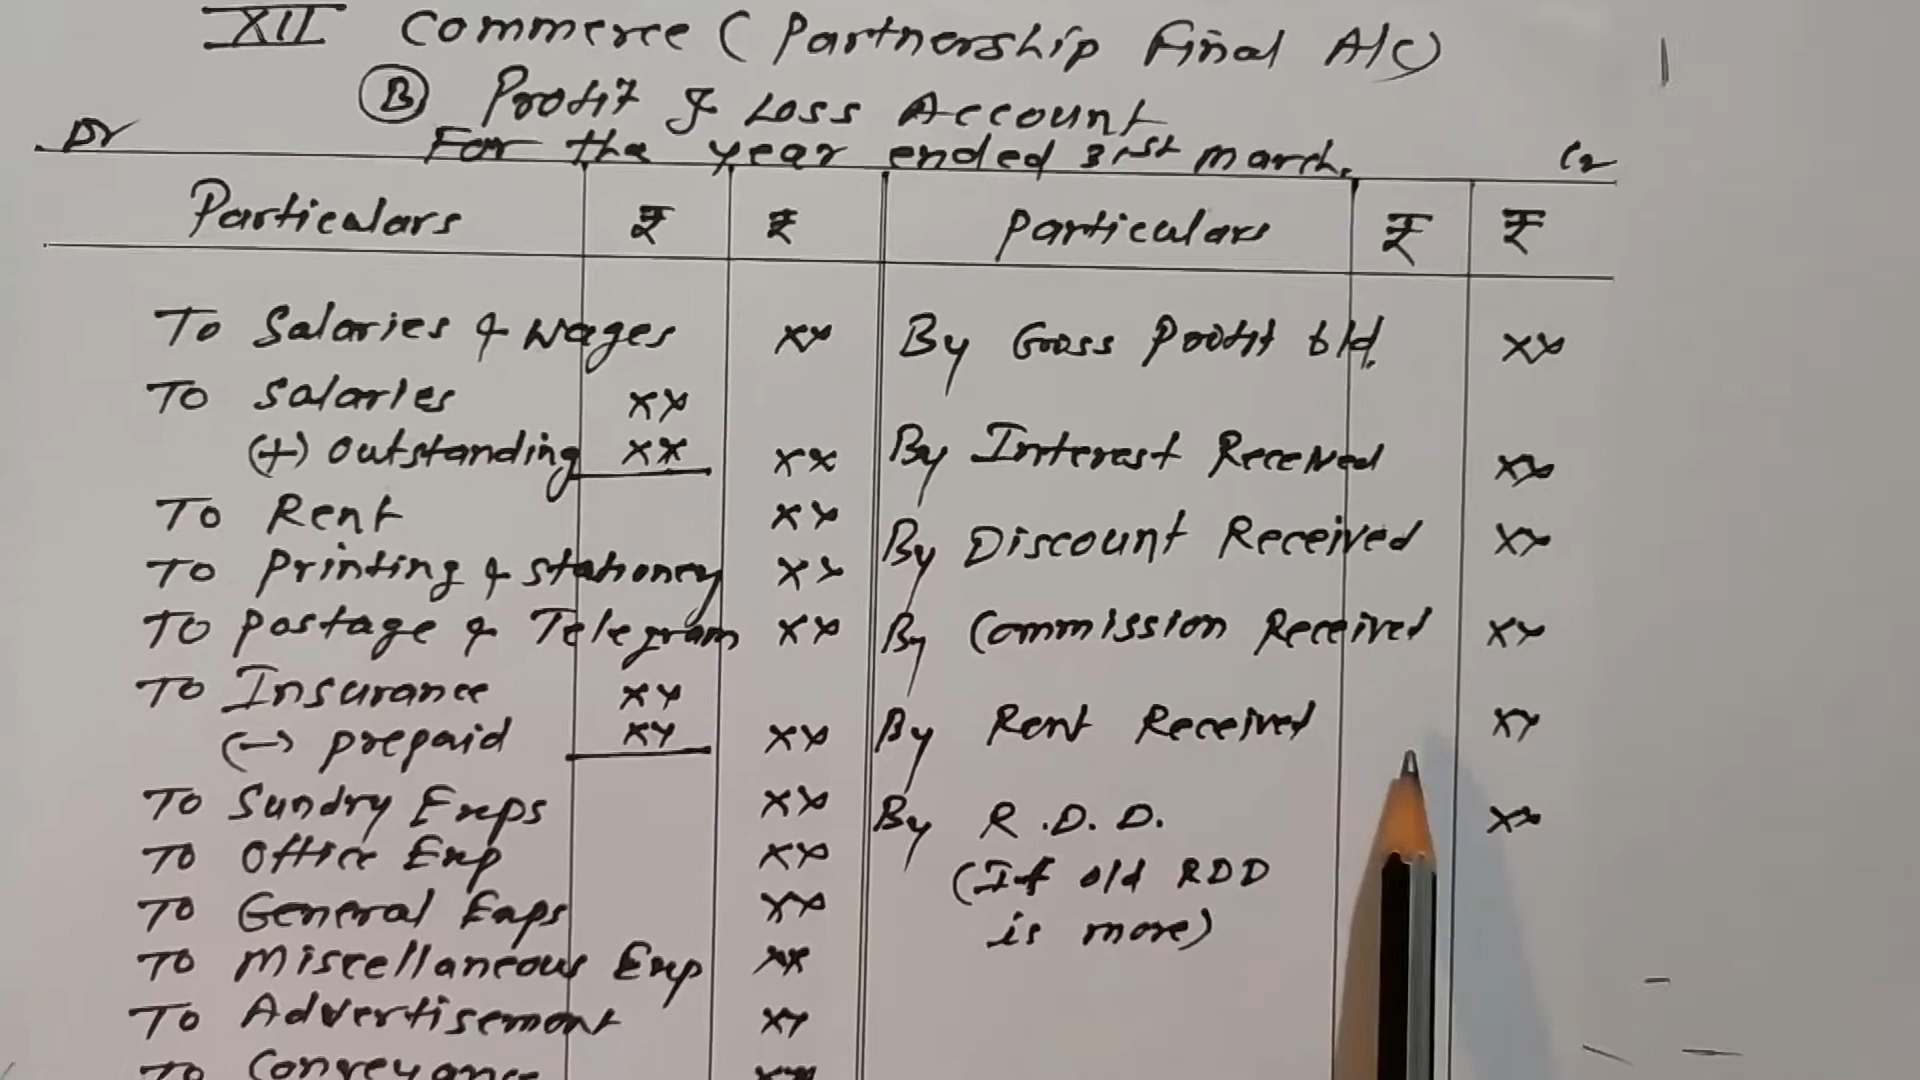 XII Commerce (Partnership Final A/C)
(B) Profit & Loss Account
Dr For the year ended 31st march. Cr
Particulars ₹ ₹ Particulars ₹ ₹
To Salaries & Wages xx By Gross Profit b/d. xx
To Salaries xx
(+) Outstanding xx xx By Interest Received xx
To Rent xx By Discount Received xx
To Printing & Stationery xx
To Postage & Telegram xx By Commission Received xx
To Insurance xx
(-) prepaid xx xx By Rent Received xx
To Sundry Exps xx By R.D.D. xx
To Office Exp xx (If old RDD
To General Exps xx is more)
To Miscellaneous Exp xx
To Advertisement xx
To Conveyance xx